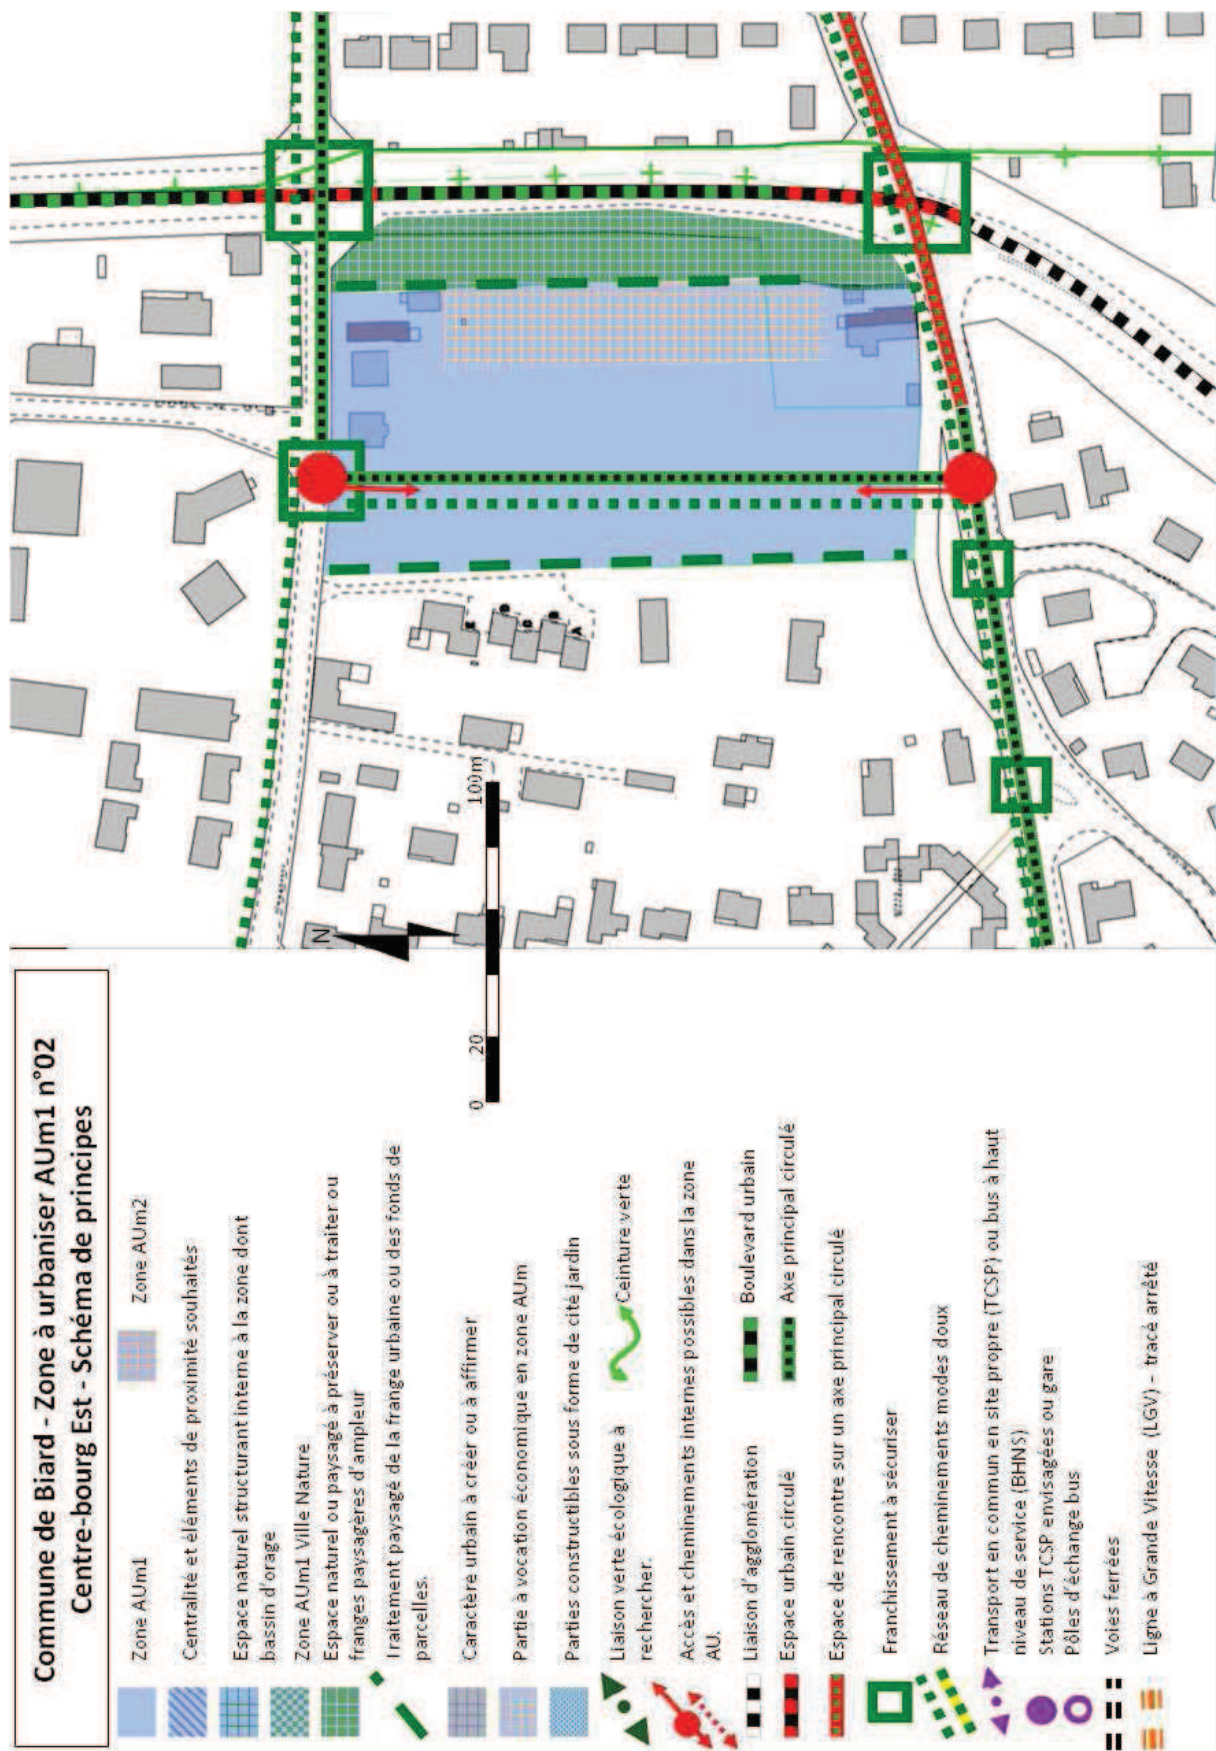 Commune de Biard - Zone à urbaniser AUm1 n°02
Centre-bourg Est - Schéma de principes
Zone AUm1
Zone AUm2
Centralité et éléments de proximité souhaités
Espace naturel structurant interne à la zone dont
bassin d'orage
Zone AUm1 Ville Nature
Espace naturel ou paysagé à préserver ou à traiter ou
franges paysagères d'ampleur
Traitement paysagé de la frange urbaine ou des fonds de
parcelles.
Caractère urbain à créer ou à affirmer
Partie à vocation économique en zone AUm
Parties constructibles sous forme de cité jardin
Liaison verte écologique à
rechercher.
Ceinture verte
Accès et cheminements internes possibles dans la zone
AU.
Liaison d'agglomération
Boulevard urbain
Espace urbain circulé
Axe principal circulé
Espace de rencontre sur un axe principal circulé
Franchissement à sécuriser
Réseau de cheminements modes doux
Transport en commun en site propre (TCSP) ou bus à haut
niveau de service (BHNS)
Stations TCSP envisagées ou gare
Pôles d'échange bus
Voies ferrées
Ligne à Grande Vitesse (LGV) - tracé arrêté
0 20 100m
N
E
D
C
B
A